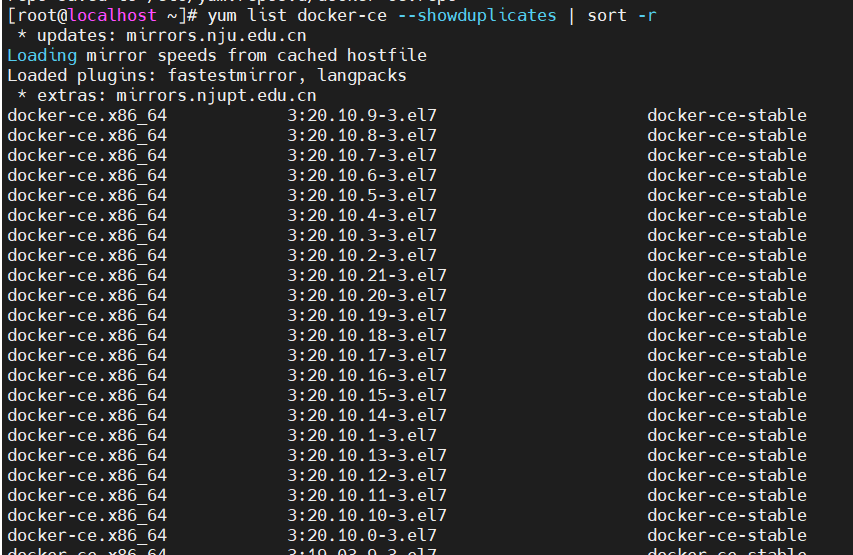 repo saved to /etc/yum.repos.d/docker-ce.repo
[root@localhost ~]# yum list docker-ce --showduplicates | sort -r
 * updates: mirrors.nju.edu.cn
Loading mirror speeds from cached hostfile
Loaded plugins: fastestmirror, langpacks
 * extras: mirrors.njupt.edu.cn
docker-ce.x86_64 3:20.10.9-3.el7 docker-ce-stable
docker-ce.x86_64 3:20.10.8-3.el7 docker-ce-stable
docker-ce.x86_64 3:20.10.7-3.el7 docker-ce-stable
docker-ce.x86_64 3:20.10.6-3.el7 docker-ce-stable
docker-ce.x86_64 3:20.10.5-3.el7 docker-ce-stable
docker-ce.x86_64 3:20.10.4-3.el7 docker-ce-stable
docker-ce.x86_64 3:20.10.3-3.el7 docker-ce-stable
docker-ce.x86_64 3:20.10.2-3.el7 docker-ce-stable
docker-ce.x86_64 3:20.10.21-3.el7 docker-ce-stable
docker-ce.x86_64 3:20.10.20-3.el7 docker-ce-stable
docker-ce.x86_64 3:20.10.19-3.el7 docker-ce-stable
docker-ce.x86_64 3:20.10.18-3.el7 docker-ce-stable
docker-ce.x86_64 3:20.10.17-3.el7 docker-ce-stable
docker-ce.x86_64 3:20.10.16-3.el7 docker-ce-stable
docker-ce.x86_64 3:20.10.15-3.el7 docker-ce-stable
docker-ce.x86_64 3:20.10.14-3.el7 docker-ce-stable
docker-ce.x86_64 3:20.10.1-3.el7 docker-ce-stable
docker-ce.x86_64 3:20.10.13-3.el7 docker-ce-stable
docker-ce.x86_64 3:20.10.12-3.el7 docker-ce-stable
docker-ce.x86_64 3:20.10.11-3.el7 docker-ce-stable
docker-ce.x86_64 3:20.10.10-3.el7 docker-ce-stable
docker-ce.x86_64 3:20.10.0-3.el7 docker-ce-stable
docker-ce.x86_64 3:19.03.9-3.el7 docker-ce-stable